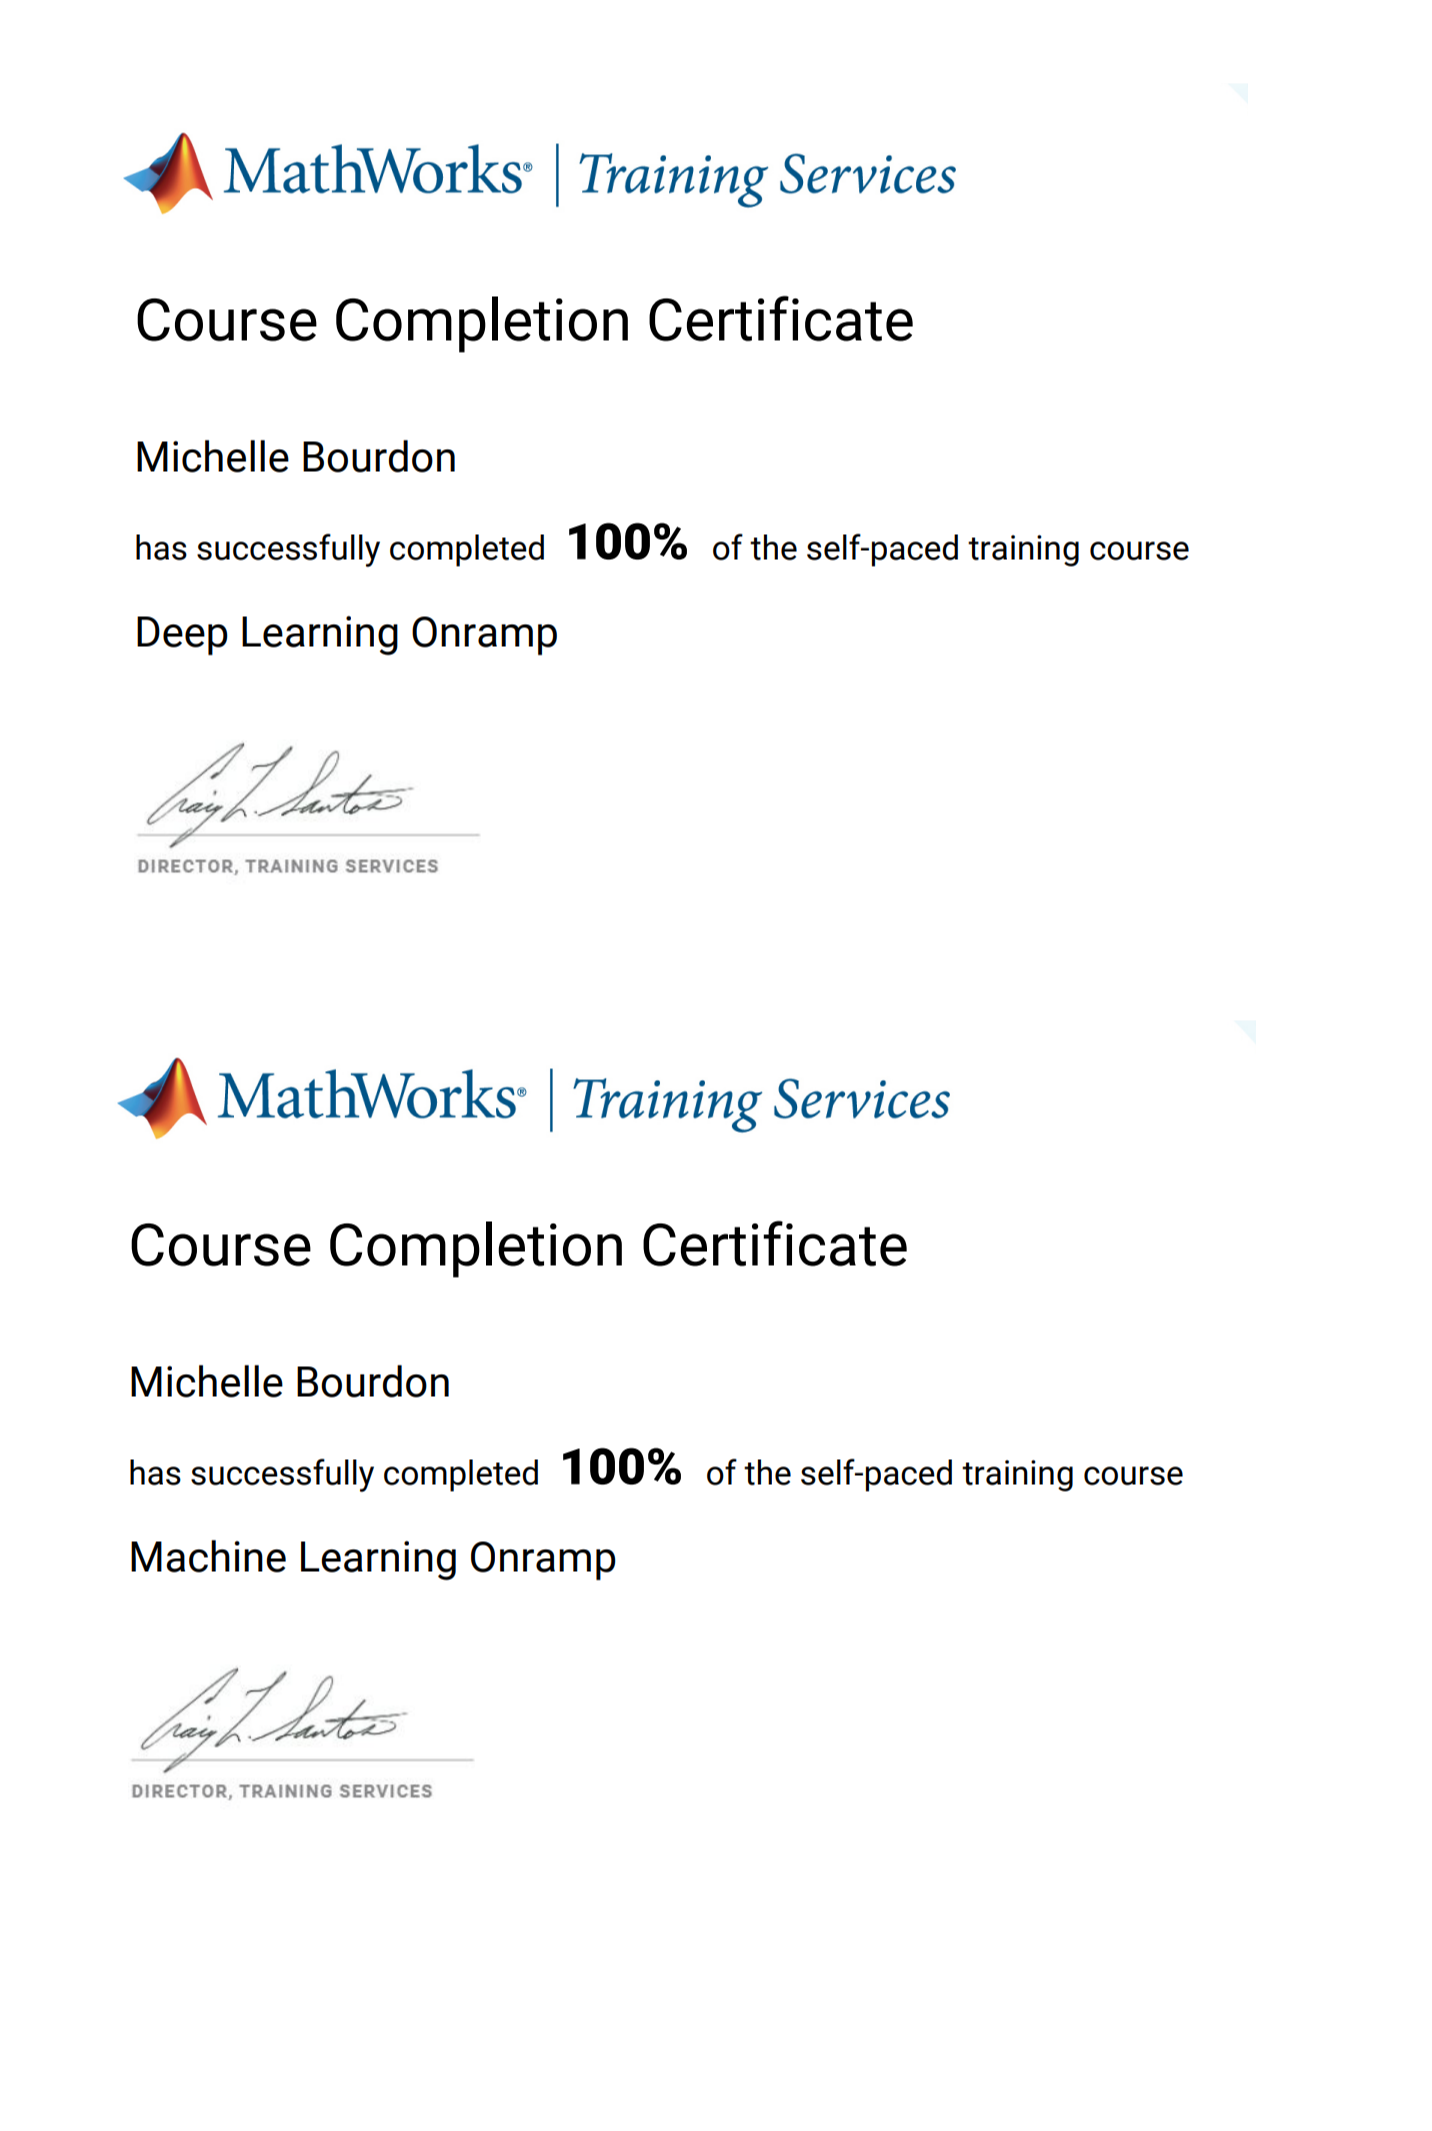 MathWorks® | Training Services
Course Completion Certificate
Michelle Bourdon
has successfully completed 100% of the self-paced training course
Deep Learning Onramp
Craig L. Santos
DIRECTOR, TRAINING SERVICES
MathWorks® | Training Services
Course Completion Certificate
Michelle Bourdon
has successfully completed 100% of the self-paced training course
Machine Learning Onramp
Craig L. Santos
DIRECTOR, TRAINING SERVICES